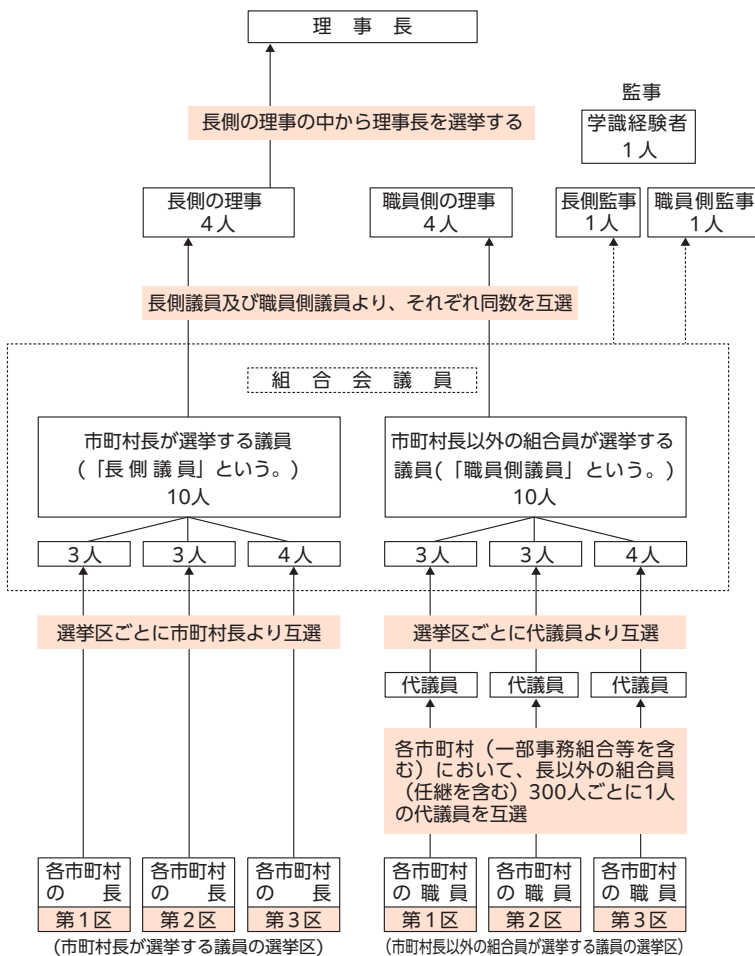 理事長
長側の理事の中から理事長を選挙する
監事
学識経験者
1人
長側の理事
4人
職員側の理事
4人
長側監事
1人
職員側監事
1人
長側議員及び職員側議員より、それぞれ同数を互選
組合会議員
市町村長が選挙する議員
(「長側議員」という。)
10人
市町村長以外の組合員が選挙する
議員(「職員側議員」という。)
10人
3人
3人
4人
3人
3人
4人
選挙区ごとに市町村長より互選
選挙区ごとに代議員より互選
代議員
代議員
代議員
各市町村（一部事務組合等を含
む）において、長以外の組合員
（任継を含む）300人ごとに1人
の代議員を互選
各市町村
の長
第1区
各市町村
の長
第2区
各市町村
の長
第3区
各市町村
の職員
第1区
各市町村
の職員
第2区
各市町村
の職員
第3区
(市町村長が選挙する議員の選挙区)
(市町村長以外の組合員が選挙する議員の選挙区)